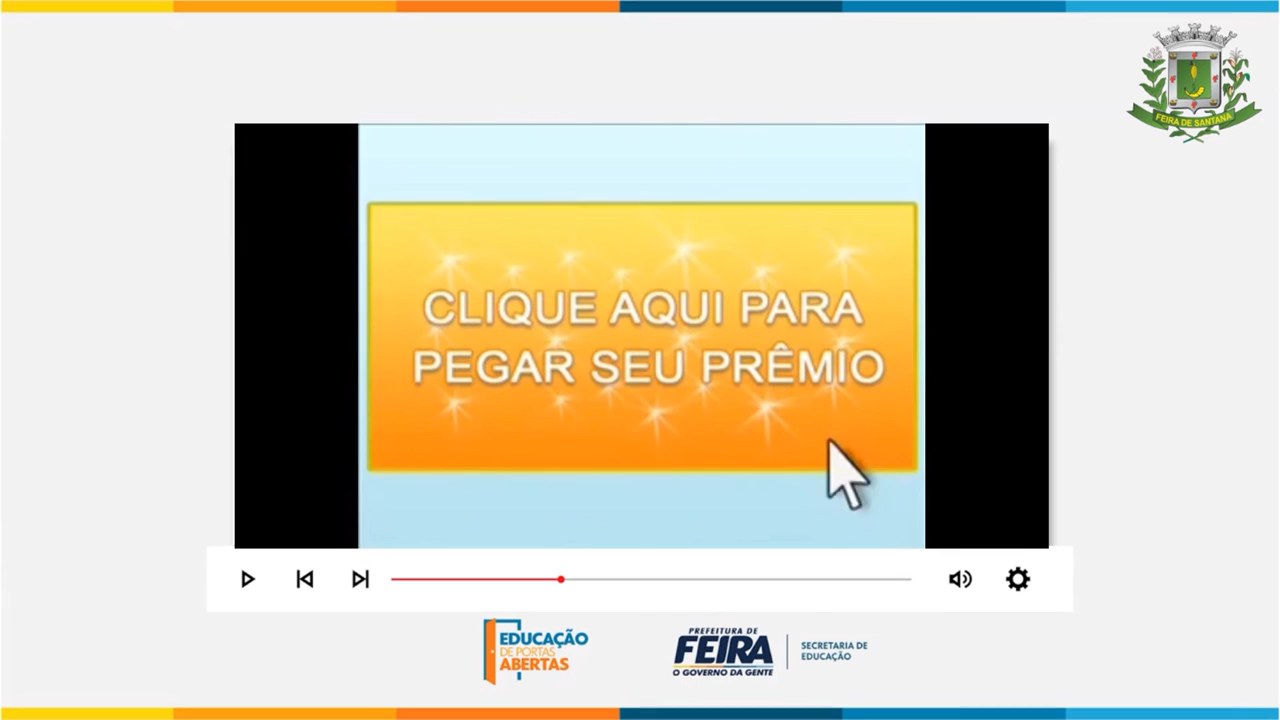 FEIRA DE SANTANA
CLIQUE AQUI PARA
PEGAR SEU PRÊMIO
EDUCAÇÃO
DE PORTAS
ABERTAS
PREFEITURA DE
FEIRA
O GOVERNO DA GENTE
SECRETARIA DE
EDUCAÇÃO